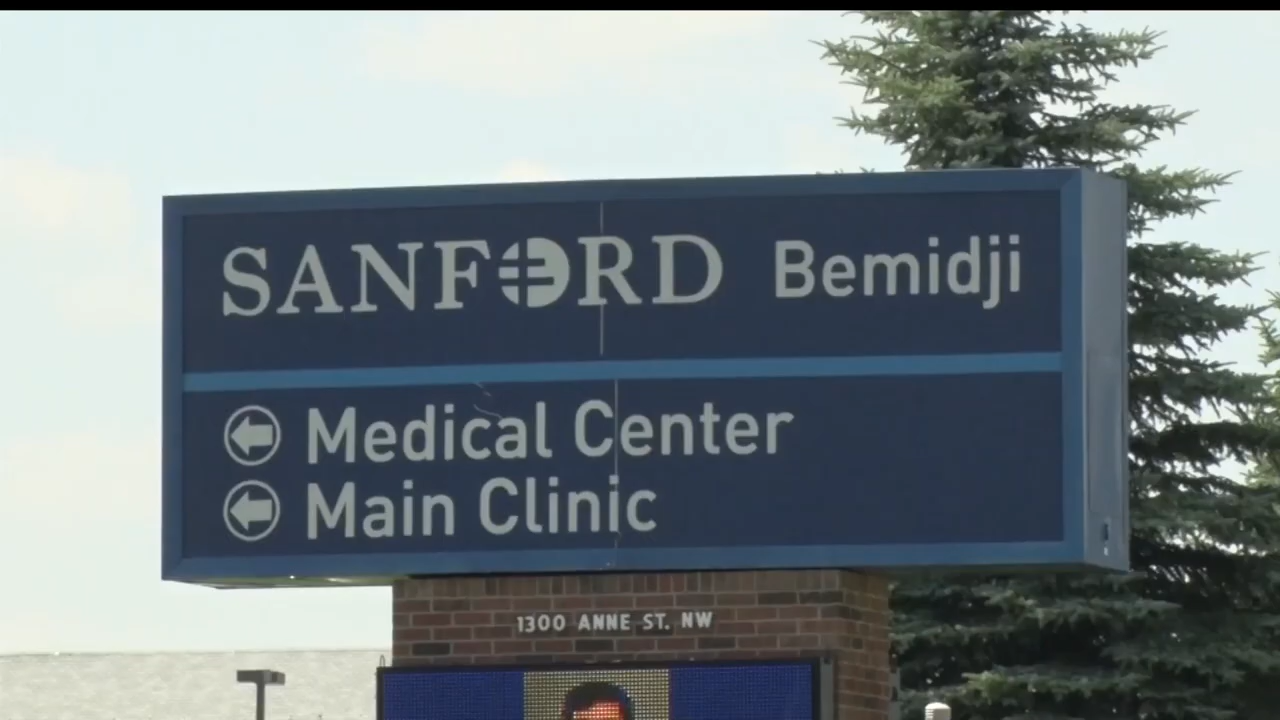 SANFORD Bemidji
Medical Center
Main Clinic
1300 ANNE ST. NW